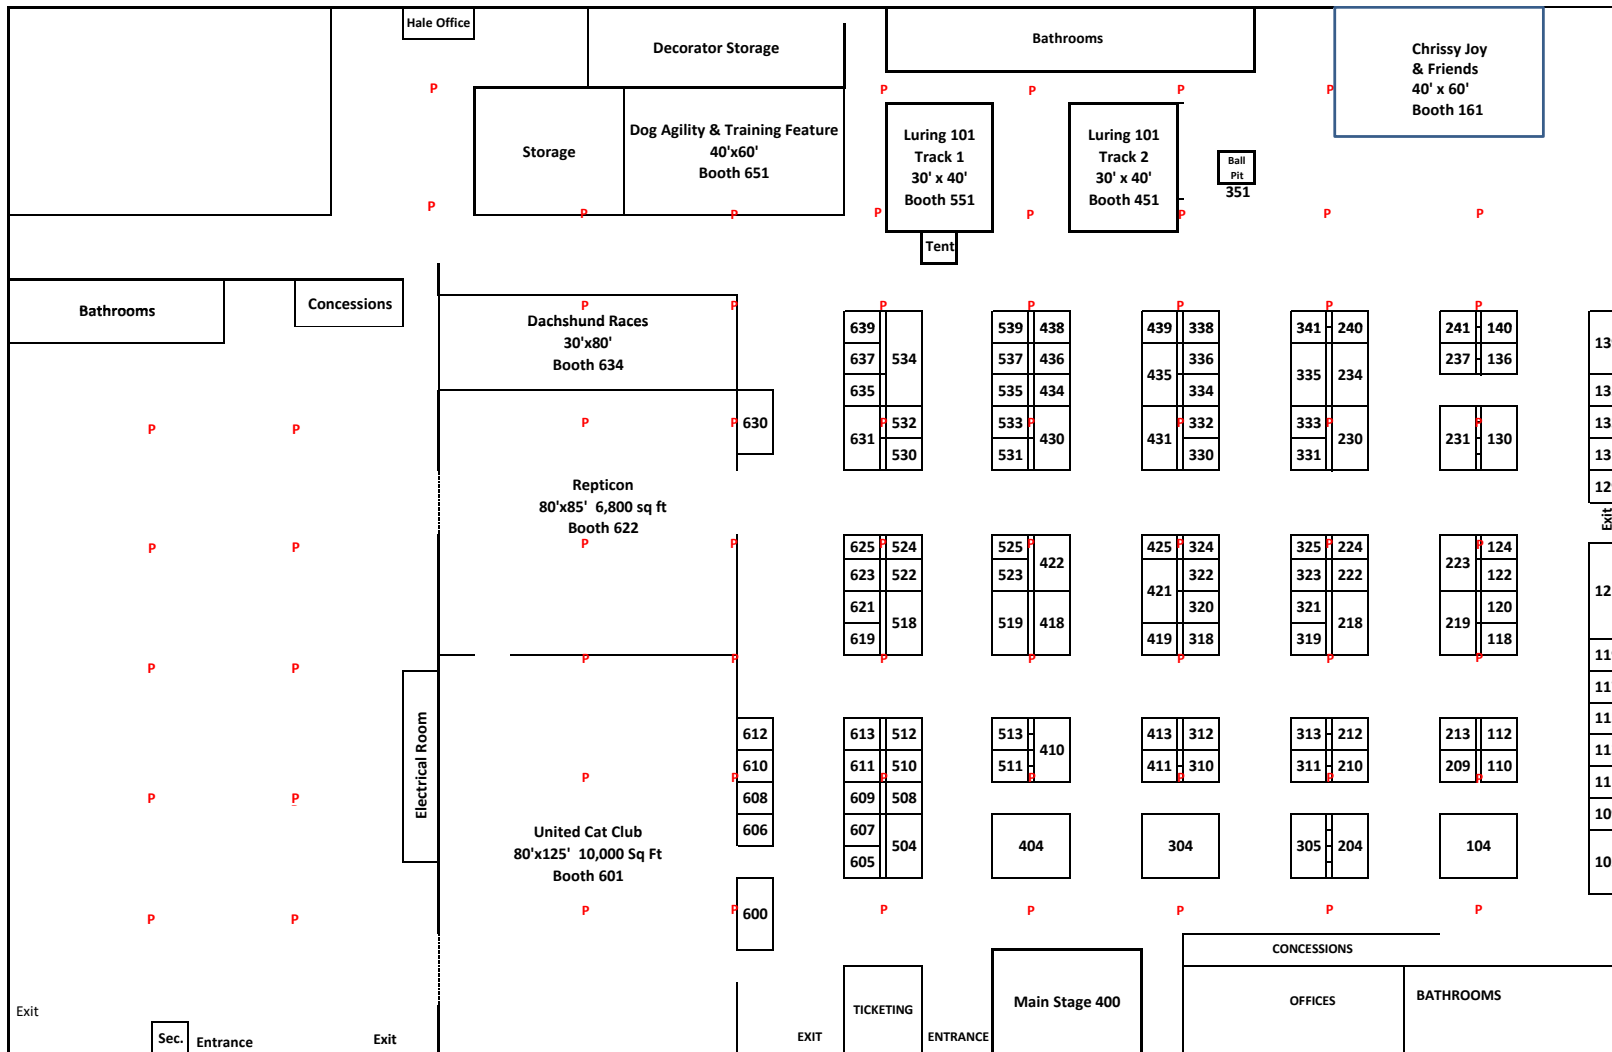 Hale Office
Decorator Storage
Bathrooms
Chrissy Joy
& Friends
40' x 60'
Booth 161
P
P
P
P
P
Storage
Dog Agility & Training Feature
40'x60'
Booth 651
Luring 101
Track 1
30' x 40'
Booth 551
Luring 101
Track 2
30' x 40'
Booth 451
Ball
Pit
351
P
P
P
P
P
P
P
P
Tent
Bathrooms
Concessions
Dachshund Races
30'x80'
Booth 634
P
P
P
P
P
P
P
639
534
539
438
439
338
341
240
241
140
637
537
436
435
336
335
234
237
136
635
535
434
334
630
631
532
533
430
431
332
333
230
231
130
530
531
330
331
P
P
P
P
P
P
P
P
P
Repticon
80'x85' 6,800 sq ft
Booth 622
Exit
P
P
P
P
P
P
P
P
P
625
524
525
422
425
324
325
224
223
124
623
522
523
421
322
323
222
122
621
518
519
418
320
321
218
219
120
619
419
318
319
118
P
P
P
P
P
P
P
P
P
Electrical Room
612
613
512
513
410
413
312
313
212
213
112
610
611
510
511
411
310
311
210
209
110
608
609
508
606
607
504
404
304
305
204
104
605
P
P
P
P
P
P
P
P
P
United Cat Club
80'x125' 10,000 Sq Ft
Booth 601
600
P
P
P
P
P
P
P
P
P
CONCESSIONS
Exit
Sec.
Entrance
Exit
EXIT
TICKETING
ENTRANCE
Main Stage 400
OFFICES
BATHROOMS